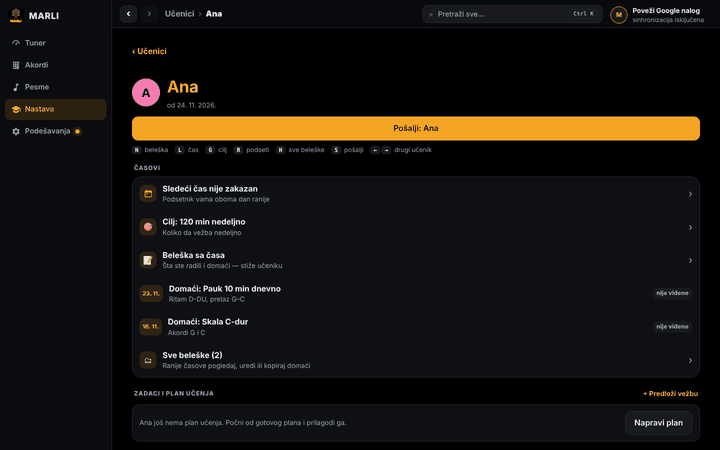 MARLI
Učenici › Ana
Pretraži sve...
Ctrl K
M
Poveži Google nalog
sinhronizacija isključena
Tuner
Akordi
Pesme
Nastava
Podešavanja
‹ Učenici
A
Ana
od 24. 11. 2026.
Pošalji: Ana
N beleška L čas G cilj R podseti H sve beleške S pošalji ← → drugi učenik
ČASOVI
Sledeći čas nije zakazan
Podsetnik vama oboma dan ranije
Cilj: 120 min nedeljno
Koliko da vežba nedeljno
Beleška sa časa
Šta ste radili i domaći — stiže učeniku
23. 11.
Domaći: Pauk 10 min dnevno
Ritam D-DU, prelaz G–C
nije viđeno
16. 11.
Domaći: Skala C-dur
Akordi G i C
nije viđeno
Sve beleške (2)
Ranije časove pogledaj, uredi ili kopiraj domaći
ZADACI I PLAN UČENJA
+ Predloži vežbu
Ana još nema plan učenja. Počni od gotovog plana i prilagodi ga.
Napravi plan